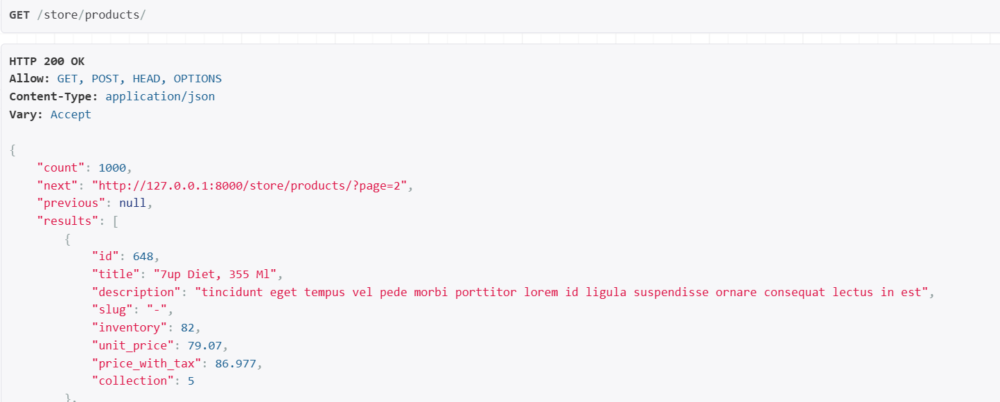 GET /store/products/
HTTP 200 OK
Allow: GET, POST, HEAD, OPTIONS
Content-Type: application/json
Vary: Accept
{
    "count": 1000,
    "next": "http://127.0.0.1:8000/store/products/?page=2",
    "previous": null,
    "results": [
        {
            "id": 648,
            "title": "7up Diet, 355 Ml",
            "description": "tincidunt eget tempus vel pede morbi porttitor lorem id ligula suspendisse ornare consequat lectus in est",
            "slug": "-",
            "inventory": 82,
            "unit_price": 79.07,
            "price_with_tax": 86.977,
            "collection": 5
        },